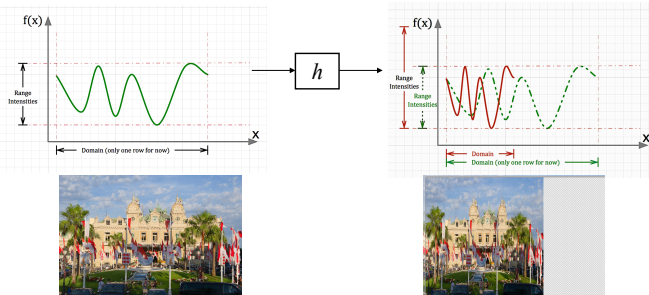 f(x)
Range
Intensities
X
Domain (only one row for now)
h
f(x)
Range
Intensities
Range
Intensities
X
Domain
Domain (only one row for now)